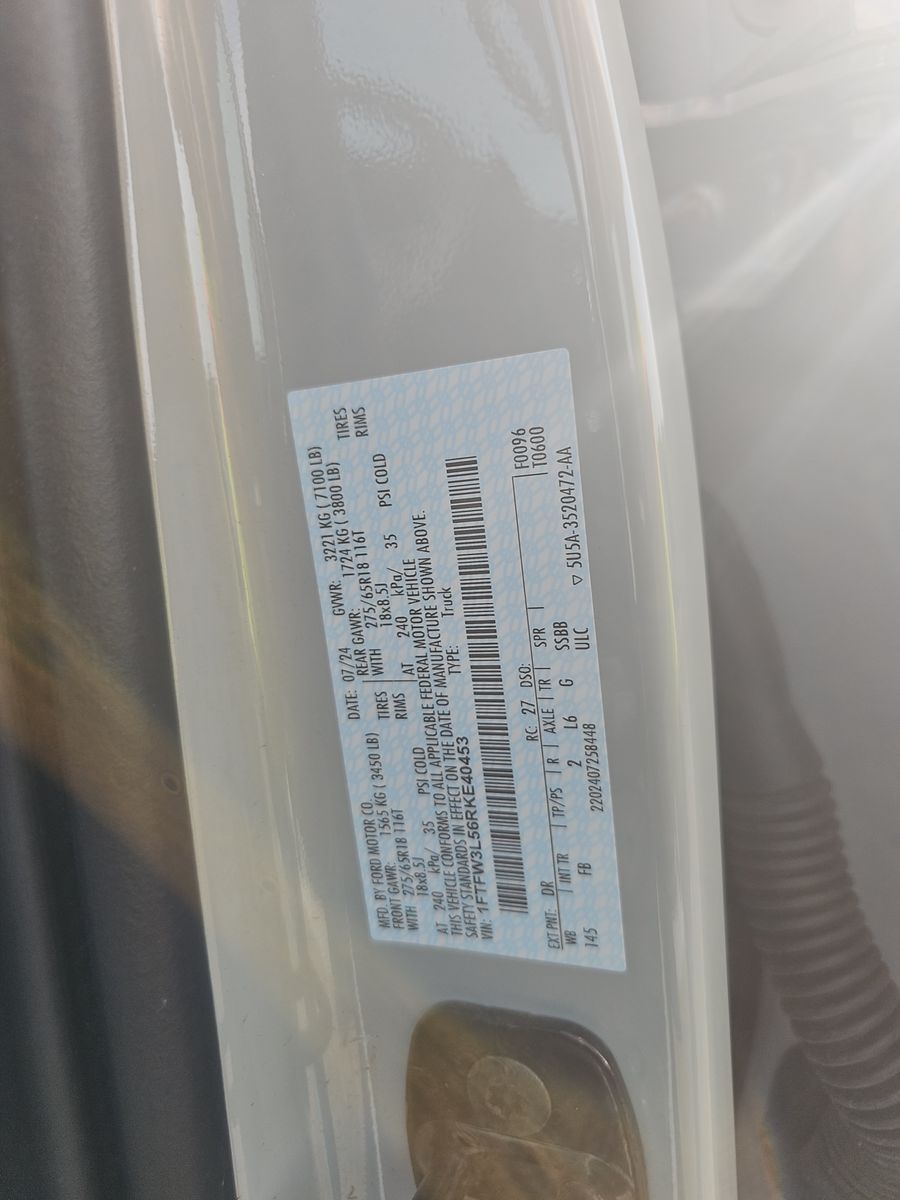 MFD. BY FORD MOTOR CO.
DATE: 07/24 GVWR: 3221 KG ( 7100 LB)
FRONT GAWR: 1565 KG ( 3450 LB) REAR GAWR: 1724 KG ( 3800 LB)
WITH 275/65R18 116T TIRES WITH 275/65R18 116T TIRES
18x8.5J RIMS 18x8.5J RIMS
AT 240 kPa/ 35 PSI COLD AT 240 kPa/ 35 PSI COLD
THIS VEHICLE CONFORMS TO ALL APPLICABLE FEDERAL MOTOR VEHICLE
SAFETY STANDARDS IN EFFECT ON THE DATE OF MANUFACTURE SHOWN ABOVE.
VIN: 1FTFW3L56RKE40453 TYPE: Truck
F0096
EXT PNT: DR RC: 27 DSO: T0600
WB INT TR TP/PS R AXLE TR SPR
145 FB 2 L6 G SSBB
2202407258448 ULC ▽ 5U5A-3520472-AA